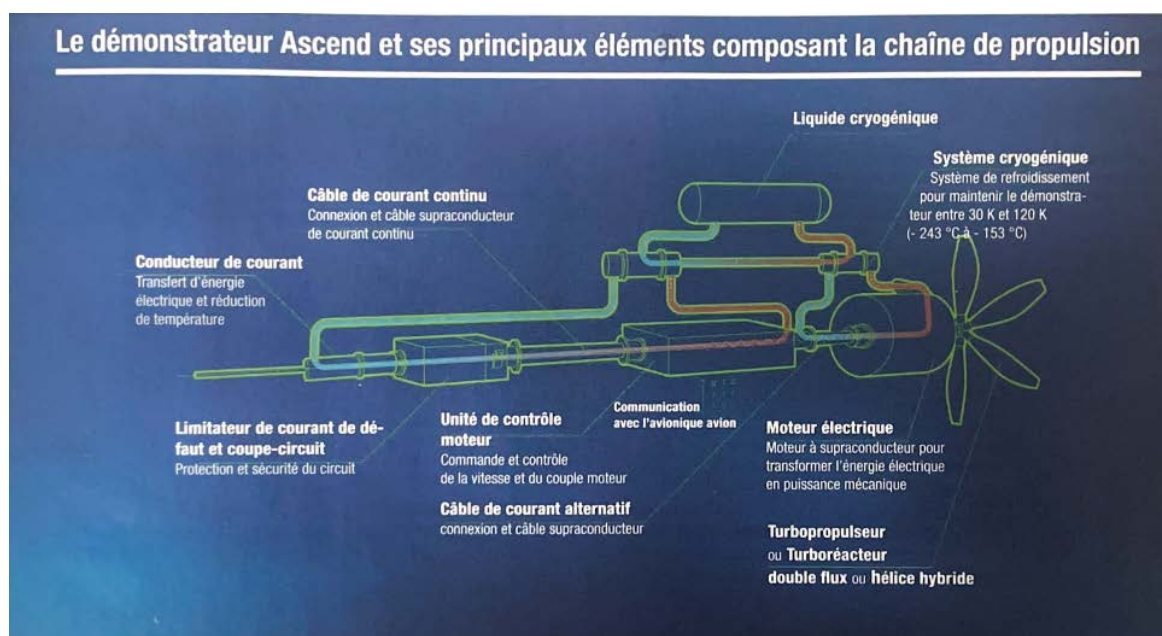 Le démonstrateur Ascend et ses principaux éléments composant la chaîne de propulsion
Liquide cryogénique
Système cryogénique
Système de refroidissement
pour maintenir le démonstra-
teur entre 30 K et 120 K
(- 243 °C à - 153 °C)
Câble de courant continu
Connexion et câble supraconducteur
de courant continu
Conducteur de courant
Transfert d'énergie
électrique et réduction
de température
Limitateur de courant de dé-
faut et coupe-circuit
Protection et sécurité du circuit
Unité de contrôle
moteur
Commande et contrôle
de la vitesse et du couple moteur
Câble de courant alternatif
connexion et câble supraconducteur
Communication
avec l'avionique avion
Moteur électrique
Moteur à supraconducteur pour
transformer l'énergie électrique
en puissance mécanique
Turbopropulseur
ou Turboréacteur
double flux ou hélice hybride